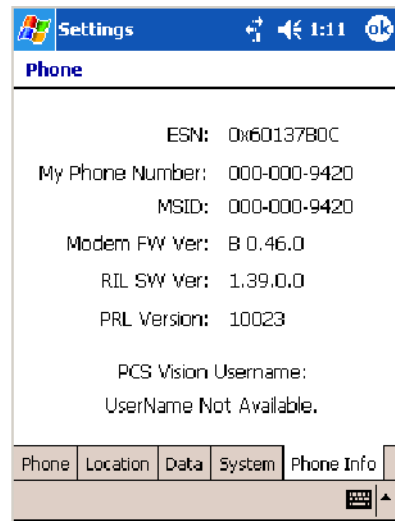 Settings 1:11 ok
Phone
ESN: 0x60137B0C
My Phone Number: 000-000-9420
MSID: 000-000-9420
Modem FW Ver: B 0.46.0
RIL SW Ver: 1.39.0.0
PRL Version: 10023
PCS Vision Username:
UserName Not Available.
Phone Location Data System Phone Info